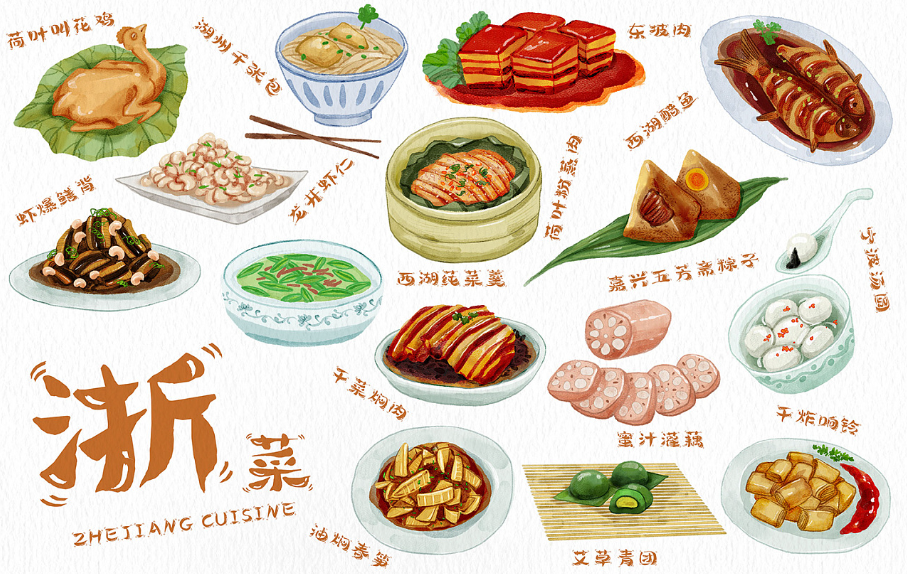 荷叶叫花鸡
湖州千张包
东坡肉
西湖醋鱼
虾爆鳝背
龙井虾仁
荷叶粉蒸肉
嘉兴五芳斋粽子
宁波汤圆
西湖莼菜羹
干菜焖肉
蜜汁灌藕
干炸响铃
浙菜
ZHEJIANG CUISINE
油焖春笋
艾草青团